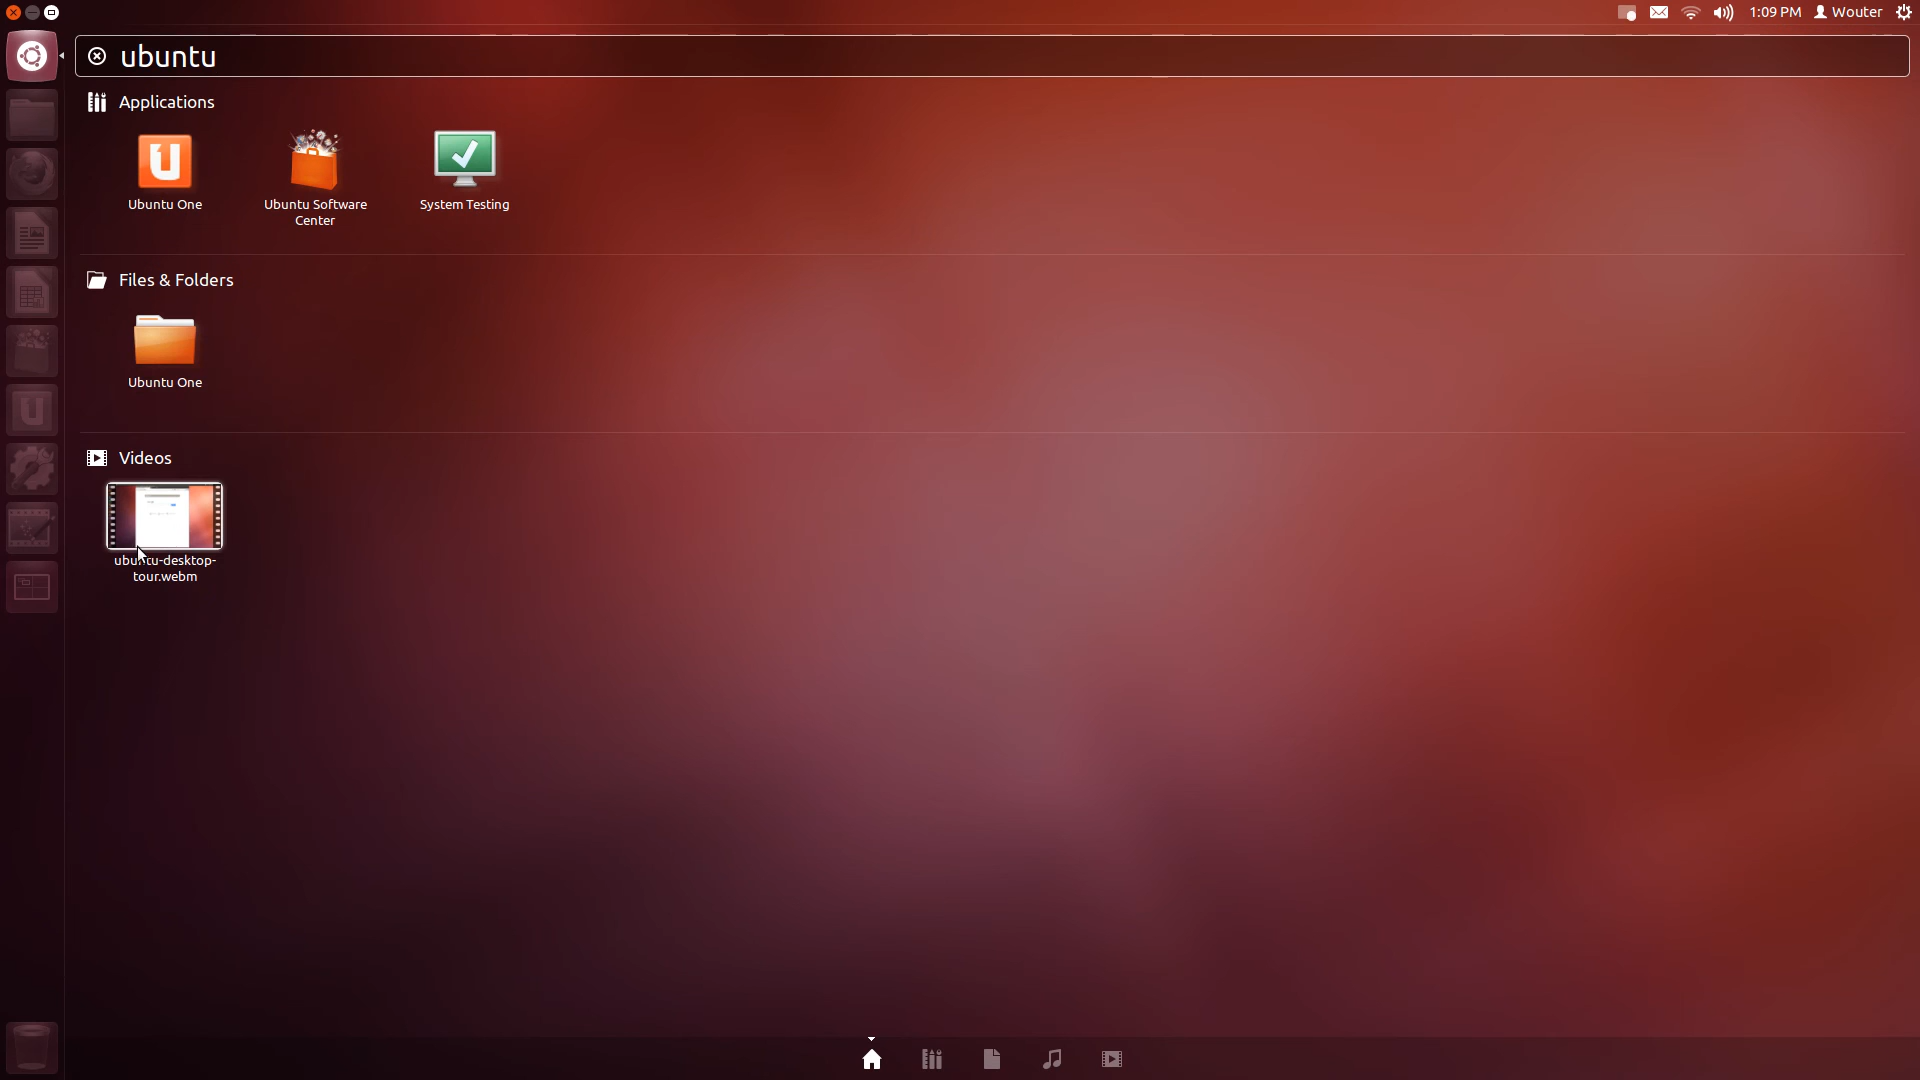 1:09 PM Wouter
ubuntu
Applications
Ubuntu One
Ubuntu Software
Center
System Testing
Files & Folders
Ubuntu One
Videos
ubuntu-desktop-
tour.webm